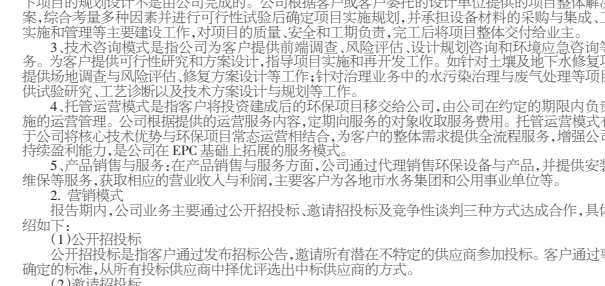 下项目的规划设计不是由公司完成的。公司根据客户或客户委托的设计单位提供的项目整体解决
案,综合考量多种因素并进行可行性试验后确定项目实施规划,并承担设备材料的采购与集成、工
实施和管理等主要建设工作,对项目的质量、安全和工期负责,完工后将项目整体交付给业主。
3、技术咨询模式是指公司为客户提供前端调查、风险评估、设计规划咨询和环境应急咨询等
务。为客户提供可行性研究和方案设计,指导项目实施和再开发工作。如针对土壤及地下水修复项
提供场地调查与风险评估、修复方案设计等工作;针对治理业务中的水污染治理与废气处理等项目
供试验研究、工艺诊断以及技术方案设计与规划等工作。
4、托管运营模式是指客户将投资建成后的环保项目移交给公司,由公司在约定的期限内负责
施的运营管理。公司根据提供的运营服务内容,定期向服务的对象收取服务费用。托管运营模式有
于公司将核心技术优势与环保项目常态运营相结合,为客户的整体需求提供全流程服务,增强公司
持续盈利能力,是公司在 EPC 基础上拓展的服务模式。
5、产品销售与服务:在产品销售与服务方面,公司通过代理销售环保设备与产品,并提供安装
维保等服务,获取相应的营业收入与利润,主要客户为各地市水务集团和公用事业单位等。
2. 营销模式
报告期内,公司业务主要通过公开招投标、邀请招投标及竞争性谈判三种方式达成合作,具体
绍如下:
(1)公开招投标
公开招投标是指客户通过发布招标公告,邀请所有潜在不特定的供应商参加投标。客户通过事
确定的标准,从所有投标供应商中择优评选出中标供应商的方式。
(2)邀请招投标